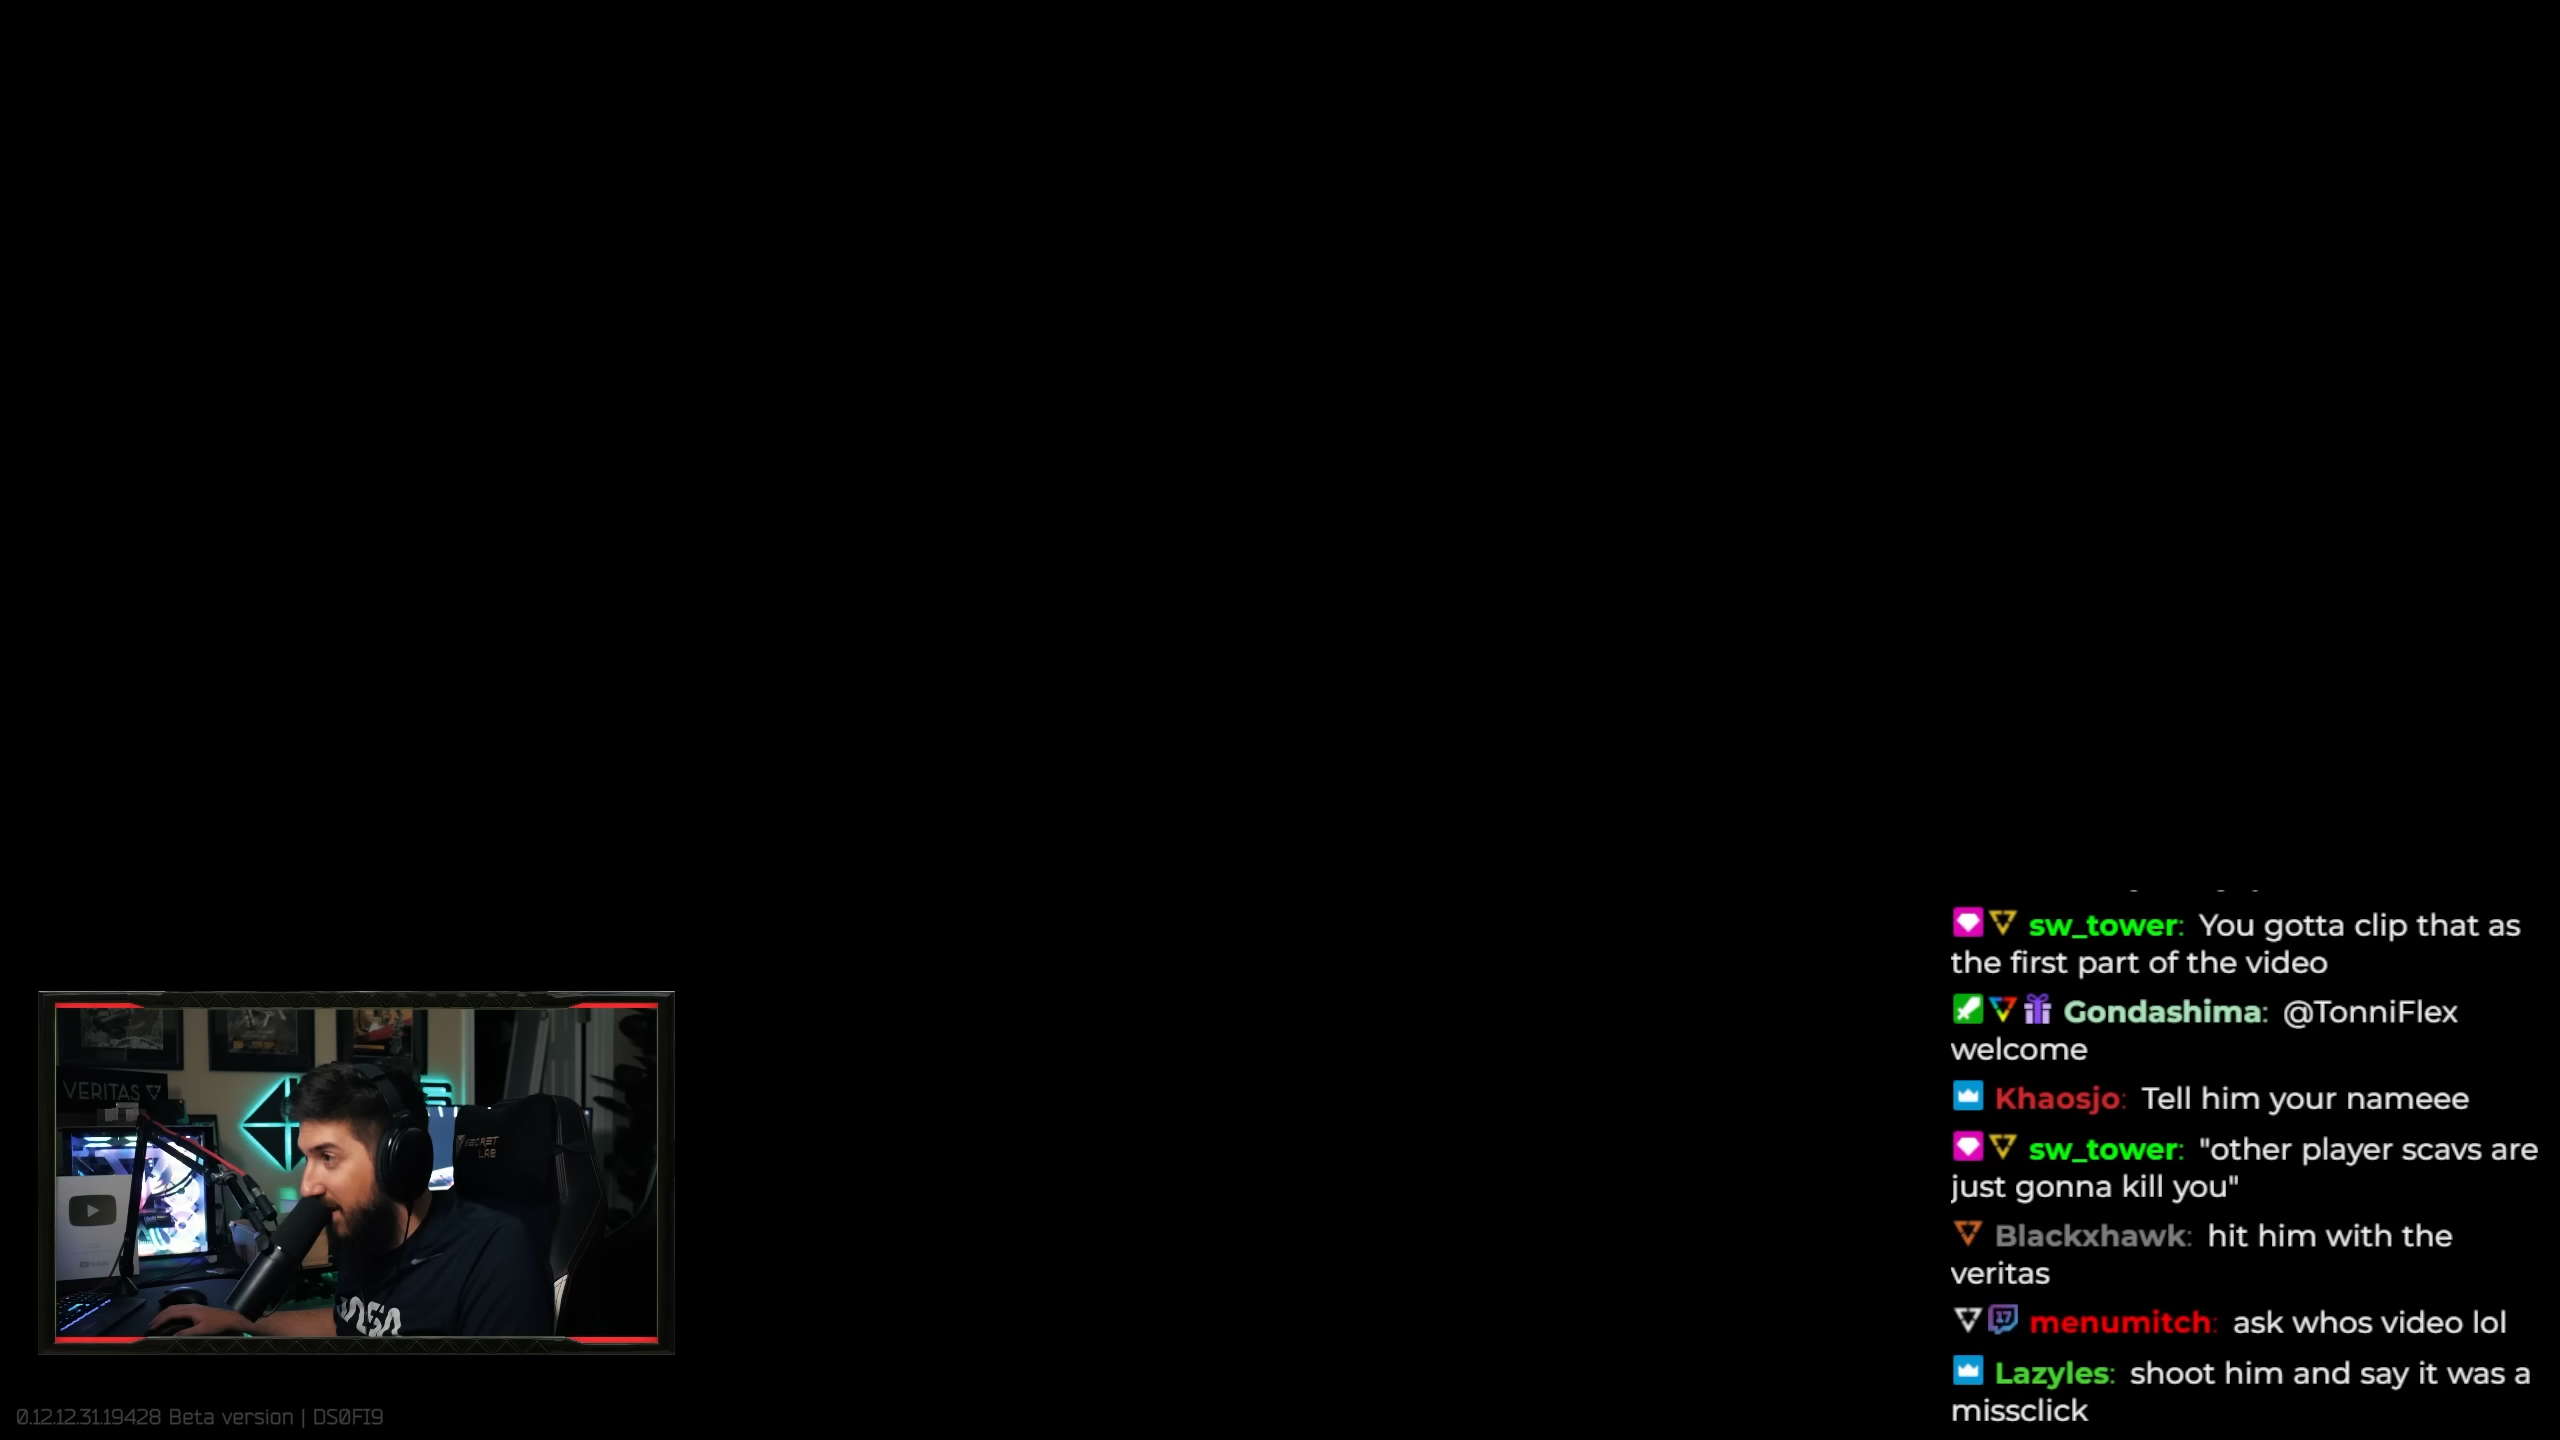 sw_tower: You gotta clip that as
the first part of the video
Gondashima: @TonniFlex
welcome
Khaosjo: Tell him your nameee
sw_tower: "other player scavs are
just gonna kill you"
Blackxhawk: hit him with the
veritas
17 menumitch: ask whos video lol
Lazyles: shoot him and say it was a
missclick
VERITAS
SECRET
LAB
0.12.12.31.19428 Beta version | DS0FI9